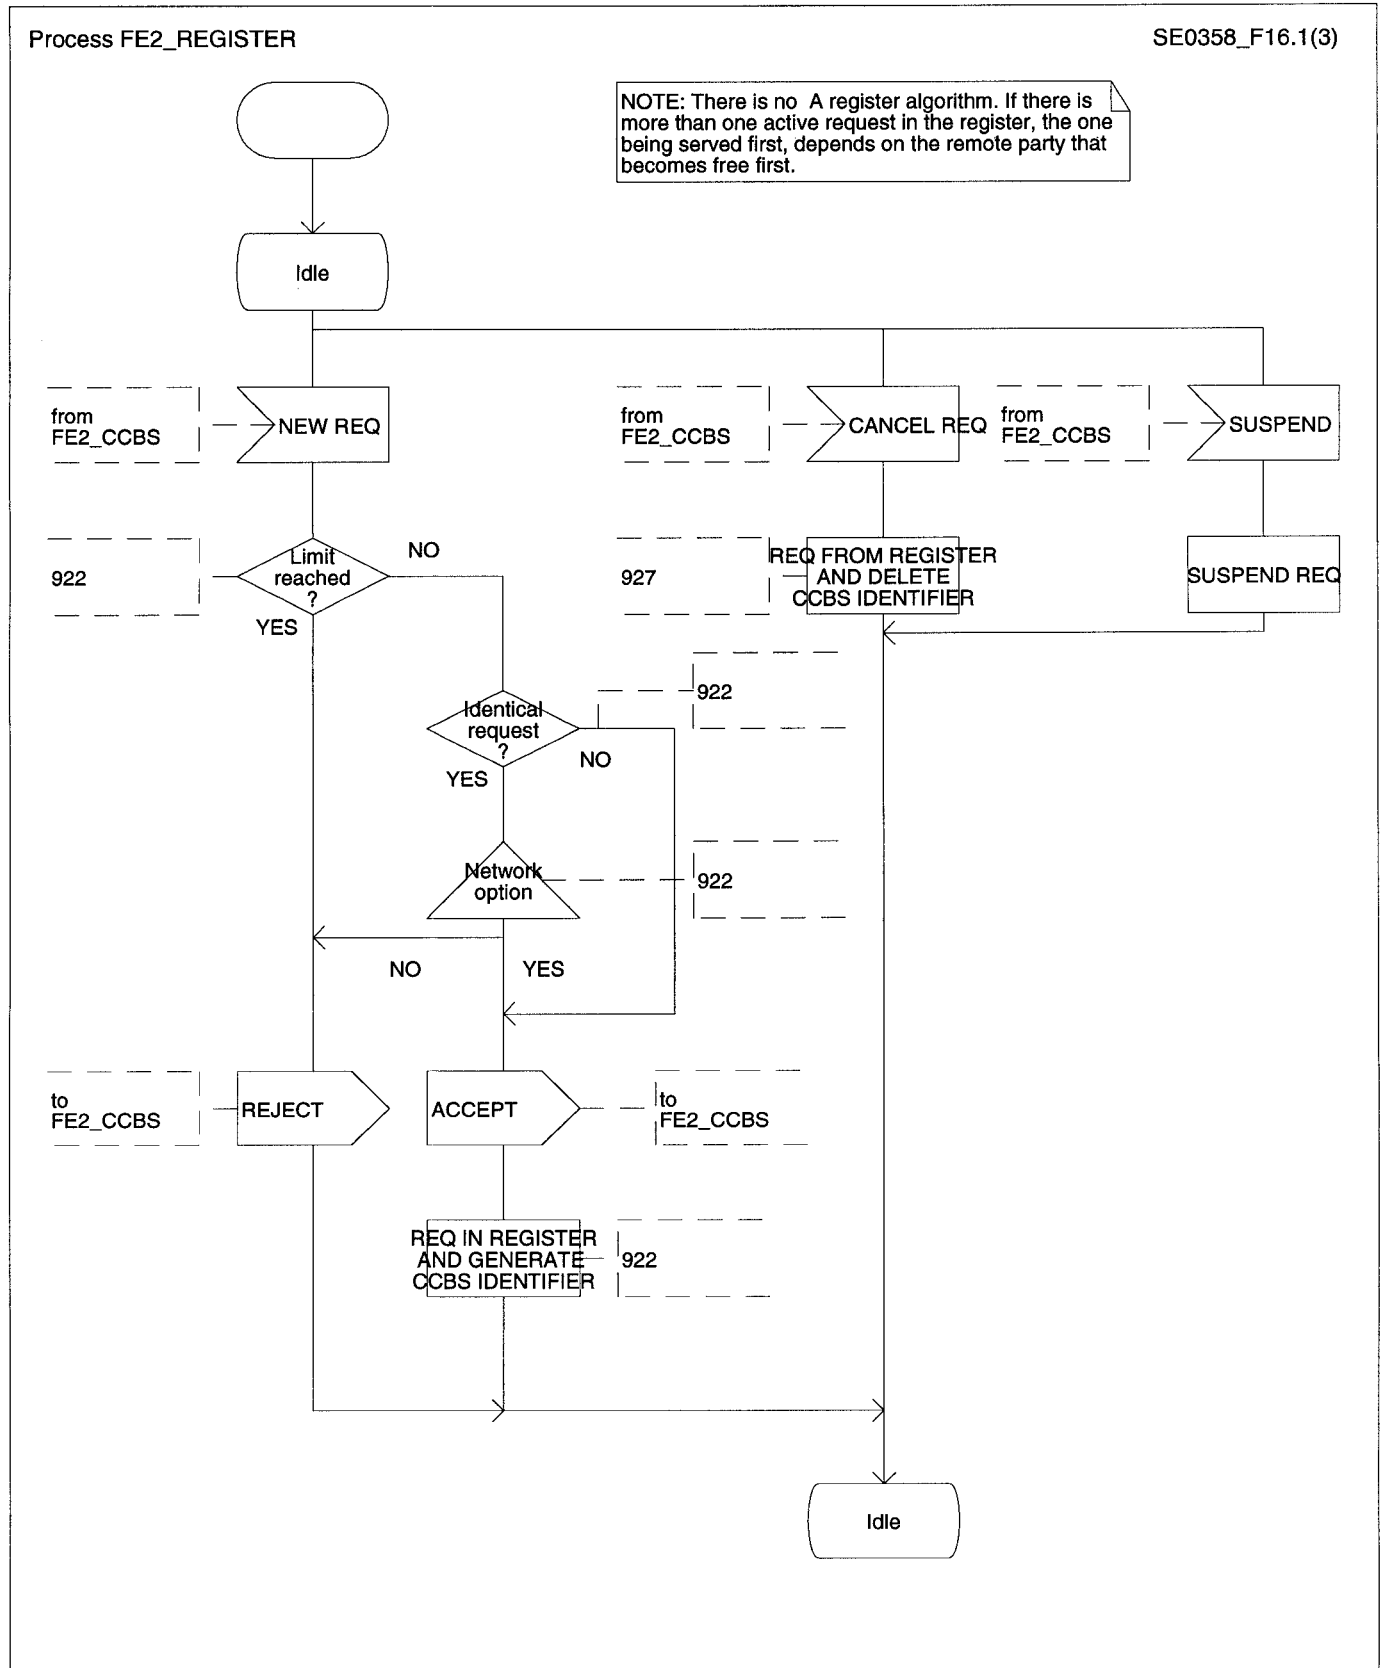 Process FE2_REGISTER
SE0358_F16.1(3)
NOTE: There is no A register algorithm. If there is
more than one active request in the register, the one
being served first, depends on the remote party that
becomes free first.
Idle
from
FE2_CCBS
NEW REQ
from
FE2_CCBS
CANCEL REQ
from
FE2_CCBS
SUSPEND
922
Limit
reached
?
NO
YES
927
REQ FROM REGISTER
AND DELETE
CCBS IDENTIFIER
SUSPEND REQ
922
Identical
request
?
NO
YES
Network
option
922
NO
YES
to
FE2_CCBS
REJECT
ACCEPT
to
FE2_CCBS
REQ IN REGISTER
AND GENERATE
CCBS IDENTIFIER
922
Idle